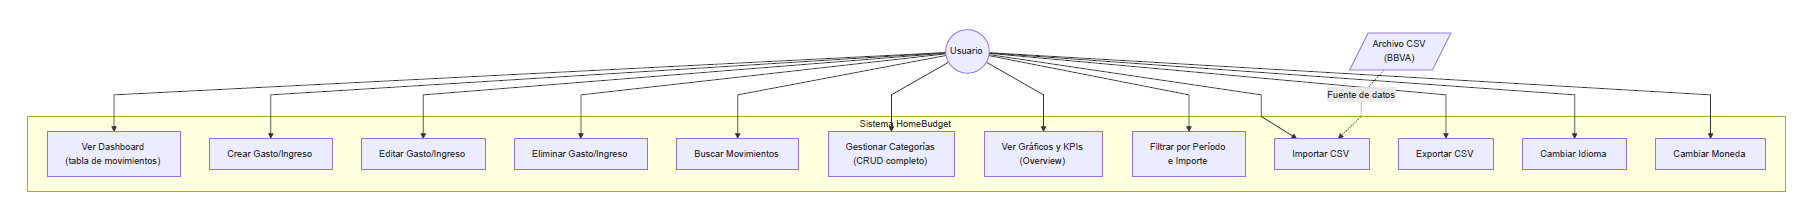 Usuario
Archivo CSV
(BBVA)
Fuente de datos
Sistema HomeBudget
Ver Dashboard
(tabla de movimientos)
Crear Gasto/Ingreso
Editar Gasto/Ingreso
Eliminar Gasto/Ingreso
Buscar Movimientos
Gestionar Categorías
(CRUD completo)
Ver Gráficos y KPIs
(Overview)
Filtrar por Período
e Importe
Importar CSV
Exportar CSV
Cambiar Idioma
Cambiar Moneda